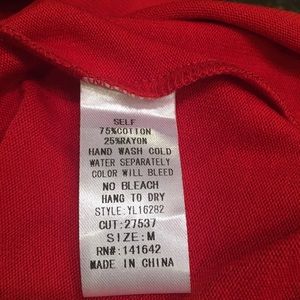 SELF
75%COTTON
25%RAYON
HAND WASH COLD
WATER SEPARATELY
COLOR WILL BLEED
NO BLEACH
HANG TO DRY
STYLE:YL16282
CUT:27537
SIZE:M
RN#:141642
MADE IN CHINA